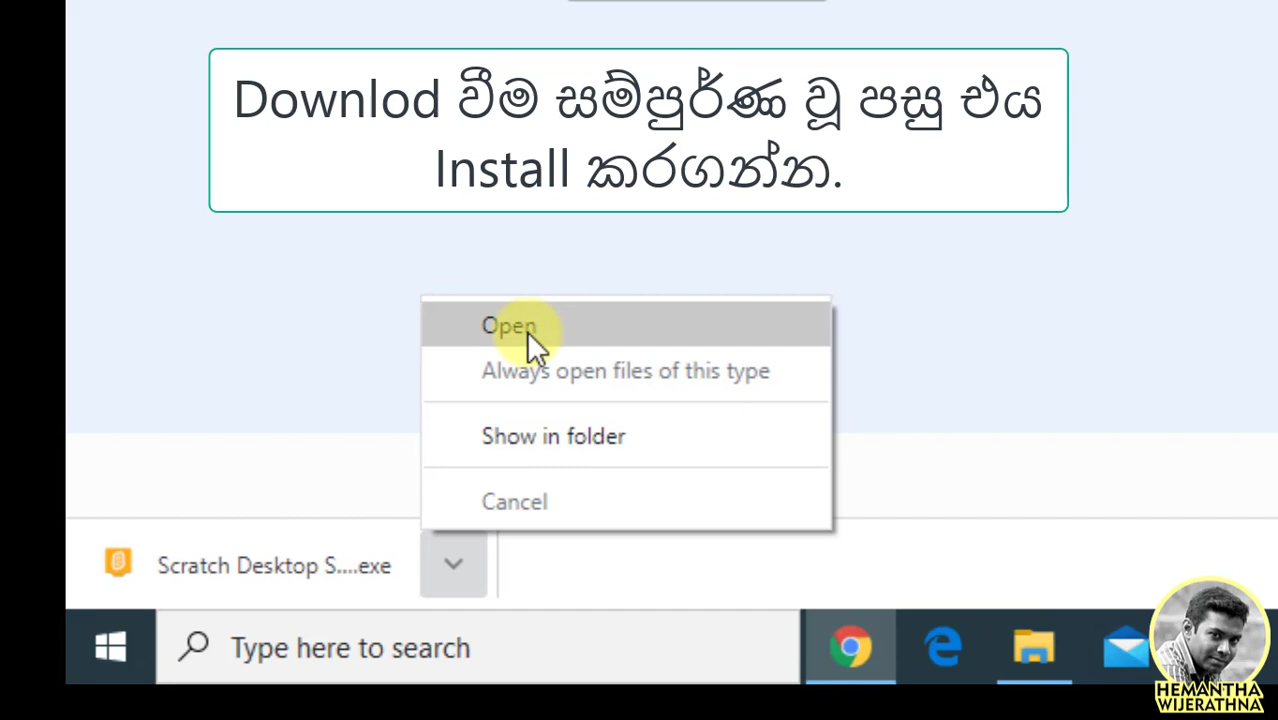 Downlod වීම සම්පුර්ණ වූ පසු එය
Install කරගන්න.
Open
Always open files of this type
Show in folder
Cancel
Scratch Desktop S....exe
Type here to search
HEMANTHA
WIJERATHNA